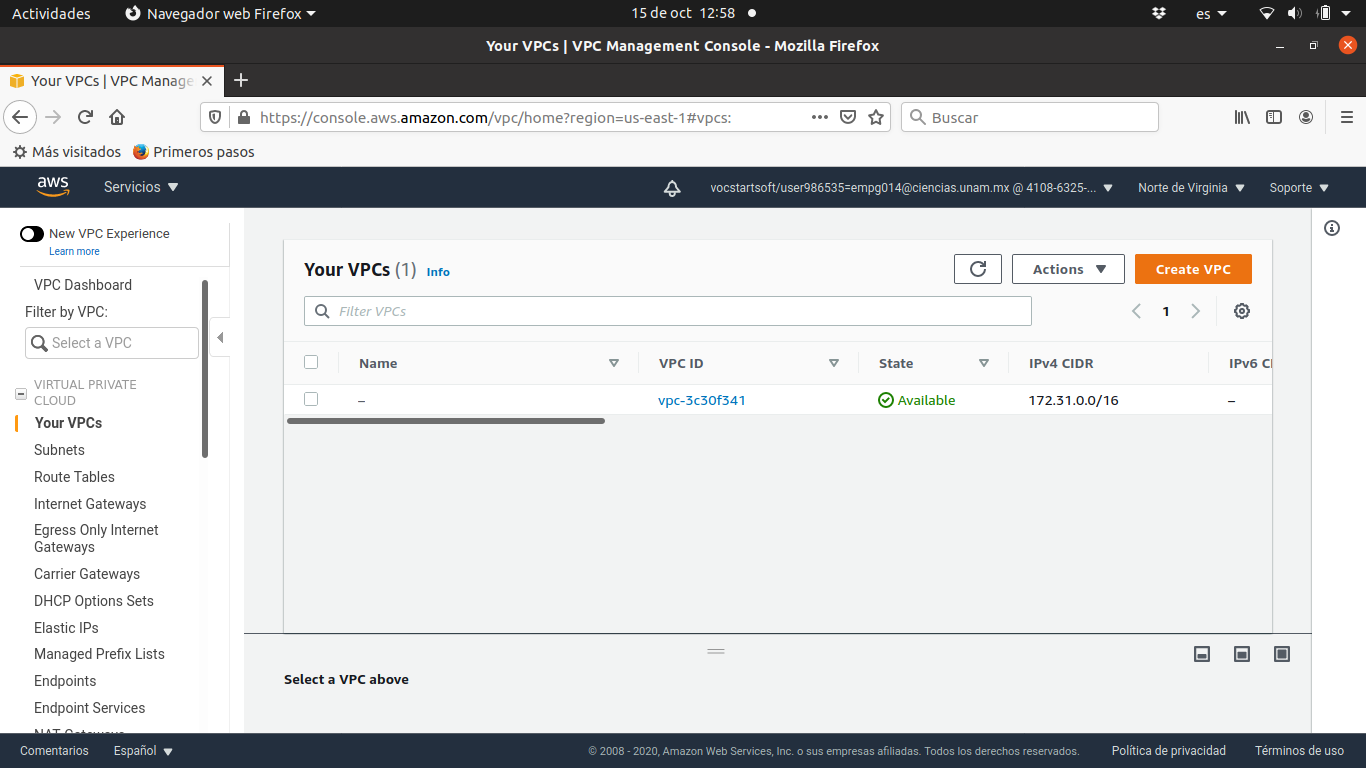 Actividades
Navegador web Firefox
15 de oct 12:58
es
Your VPCs | VPC Management Console - Mozilla Firefox
Your VPCs | VPC Manage
https://console.aws.amazon.com/vpc/home?region=us-east-1#vpcs:
Buscar
Más visitados
Primeros pasos
aws
Servicios
vocstartsoft/user986535=empg014@ciencias.unam.mx @ 4108-6325-...
Norte de Virginia
Soporte
New VPC Experience
Learn more
VPC Dashboard
Filter by VPC:
Select a VPC
VIRTUAL PRIVATE
CLOUD
Your VPCs
Subnets
Route Tables
Internet Gateways
Egress Only Internet
Gateways
Carrier Gateways
DHCP Options Sets
Elastic IPs
Managed Prefix Lists
Endpoints
Endpoint Services
NAT Gateways
Your VPCs (1) Info
Actions
Create VPC
Filter VPCs
1
Name
VPC ID
State
IPv4 CIDR
IPv6 CI
–
vpc-3c30f341
Available
172.31.0.0/16
–
Select a VPC above
Comentarios
Español
© 2008 - 2020, Amazon Web Services, Inc. o sus empresas afiliadas. Todos los derechos reservados.
Política de privacidad
Términos de uso